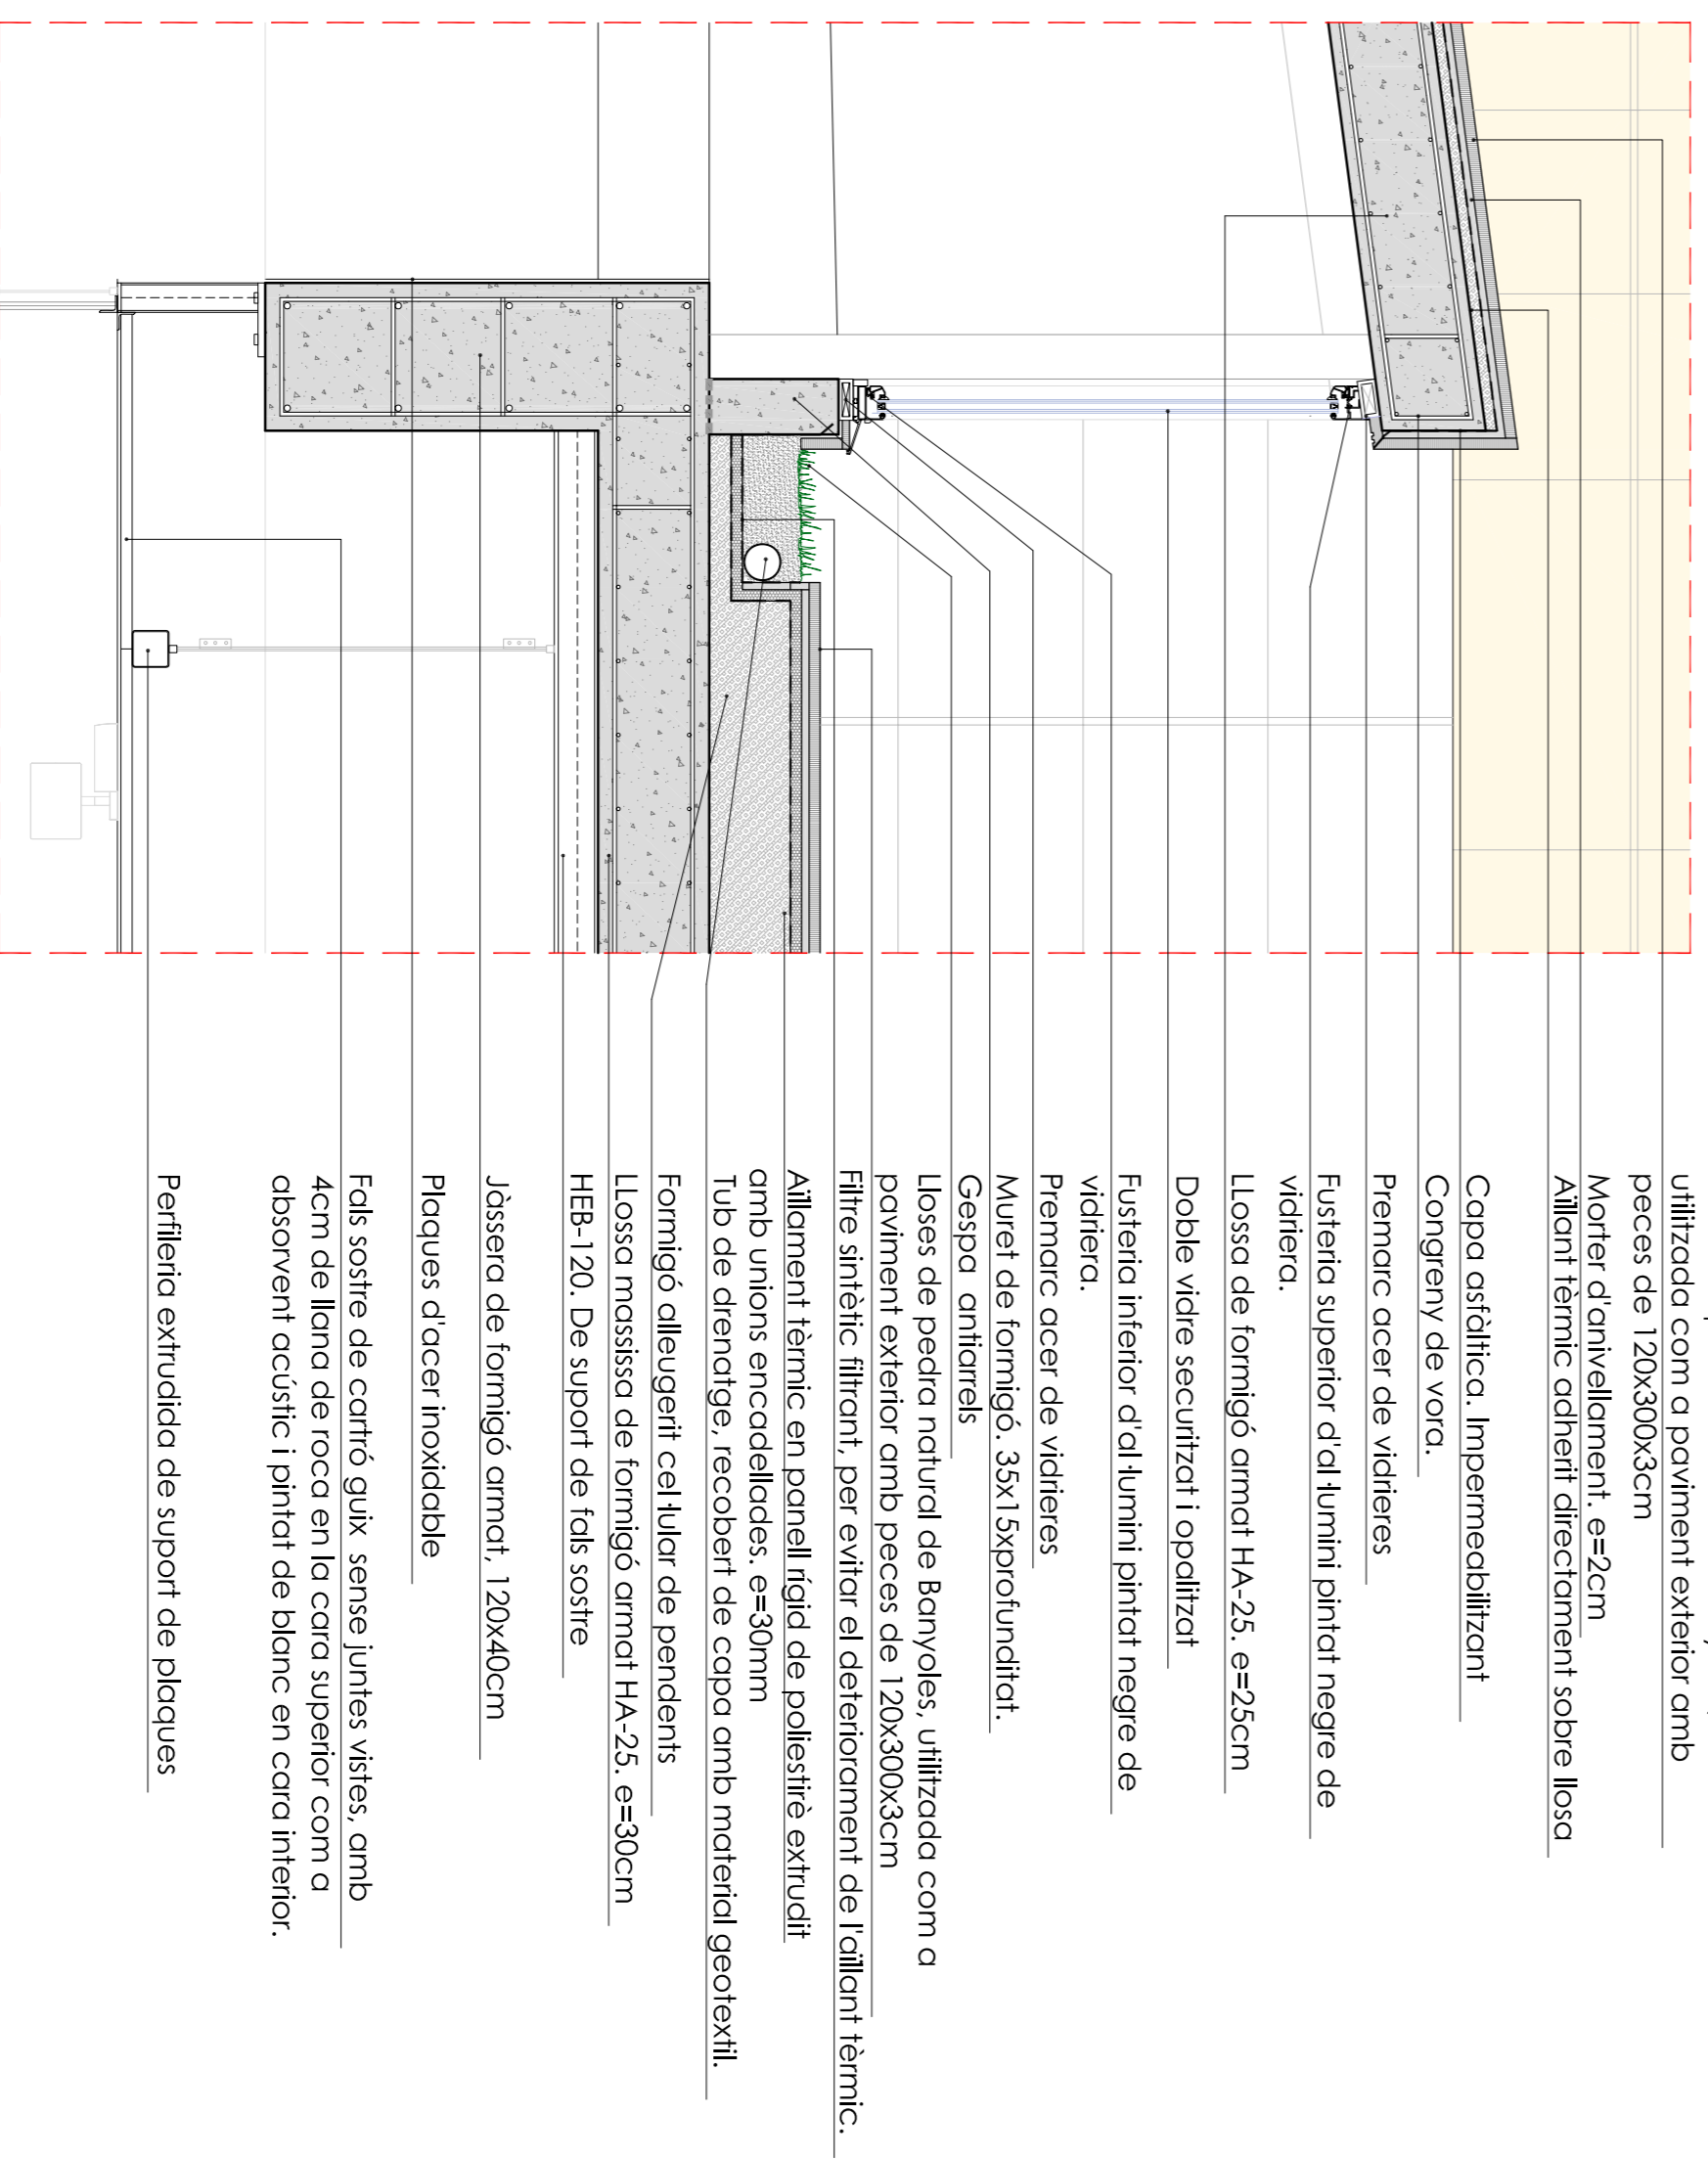 utilitzada com a paviment exterior amb
peces de 120x300x3cm
Morter d'anivellament. e=2cm
Aïllant tèrmic adherit directament sobre llosa
Capa asfàltica. Impermeabilitzant
Congreny de vora.
Premarc acer de vidrieres
Fusteria superior d'al·lumini pintat negre de
vidriera.
LLossa de formigó armat HA-25. e=25cm
Doble vidre securitzat i opalitzat
Fusteria inferior d'al·lumini pintat negre de
vidriera.
Premarc acer de vidrieres
Muret de formigó. 35x15xprofunditat.
Gespa antiarrels
Lloses de pedra natural de Banyoles, utilitzada com a
paviment exterior amb peces de 120x300x3cm
Filtre sintètic filtrant, per evitar el deteriorament de l'aïllant tèrmic.
Aïllament tèrmic en panell rígid de poliestirè extrudit
amb unions encadellades. e=30mm
Tub de drenatge, recobert de capa amb material geotextil.
Formigó alleugerit cel·lular de pendents
LLossa massissa de formigó armat HA-25. e=30cm
HEB-120. De suport de fals sostre
Jàssera de formigó armat, 120x40cm
Plaques d'acer inoxidable
Fals sostre de cartró guix sense juntes vistes, amb
4cm de llana de roca en la cara superior com a
absorvent acústic i pintat de blanc en cara interior.
Perfileria extrudida de suport de plaques